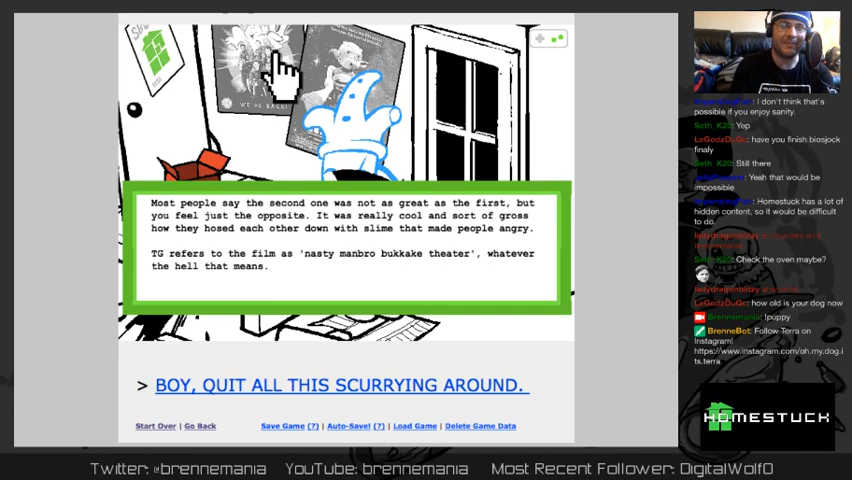 WE'RE BACK!
Most people say the second one was not as great as the first, but
you feel just the opposite. It was really cool and sort of gross
how they hosed each other down with slime that made people angry.
TG refers to the film as 'nasty manbro bukkake theater', whatever
the hell that means.
> BOY, QUIT ALL THIS SCURRYING AROUND.
Start Over | Go Back
Save Game (?) | Auto-Save! (?) | Load Game | Delete Game Data
I don't think that's
possible if you enjoy sanity.
Seth_K20: Yep
LeGodzDuQc: have you finish biosjock
finaly
Seth_K20: Still there
Yeah that would be
impossible
Homestuck has a lot of
hidden content, so it would be difficult
to do.
Seth_K20: Check the oven maybe?
LeGodzDuQc: how old is your dog now
Brennemania: !puppy
BrenneBot: Follow Terra on
Instagram!
https://www.instagram.com/oh.my.dog.i
ts.terra
HOMESTUCK
Twitter: @brennemania YouTube: brennemania Most Recent Follower: DigitalWolf0